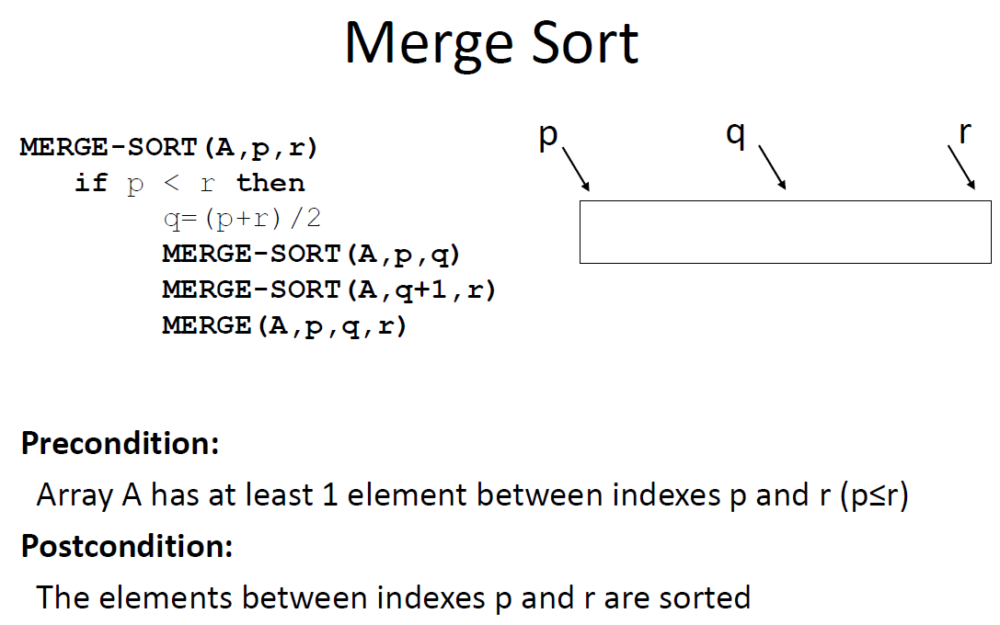 Merge Sort
MERGE-SORT(A,p,r)
if p < r then
q=(p+r)/2
MERGE-SORT(A,p,q)
MERGE-SORT(A,q+1,r)
MERGE(A,p,q,r)
p q r
Precondition:
Array A has at least 1 element between indexes p and r (p≤r)
Postcondition:
The elements between indexes p and r are sorted